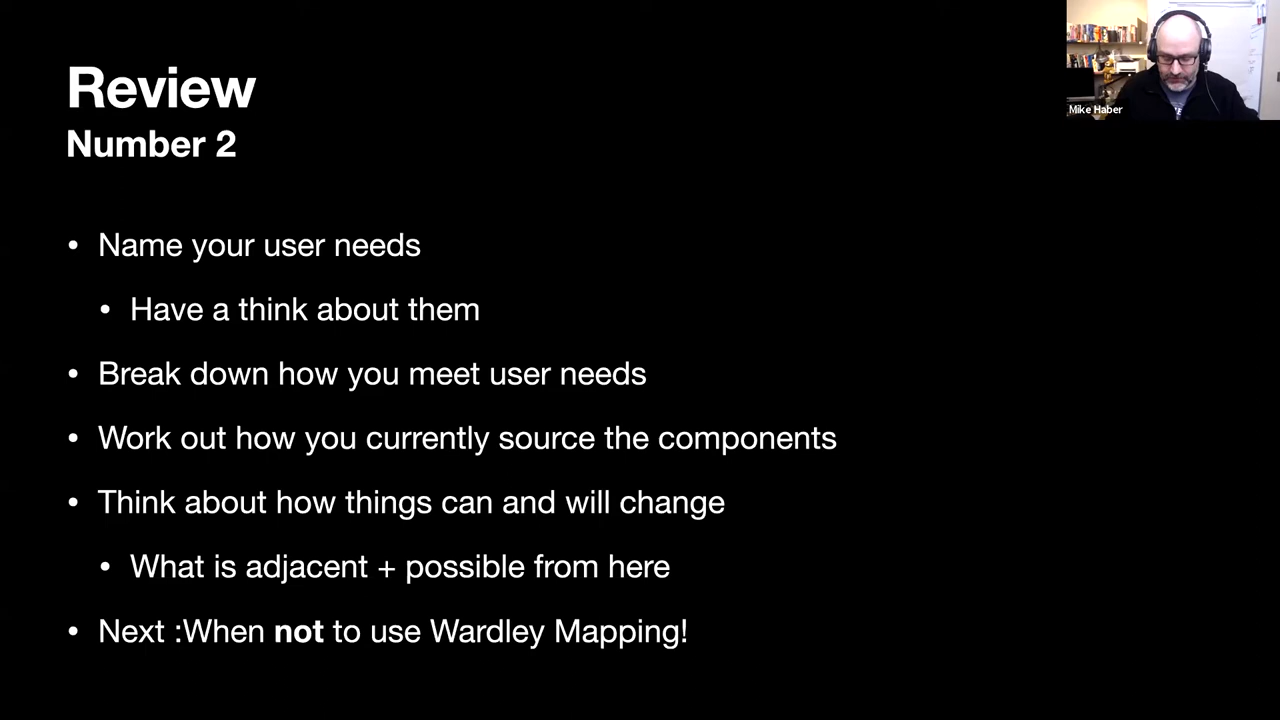 Review
Number 2
• Name your user needs
• Have a think about them
• Break down how you meet user needs
• Work out how you currently source the components
• Think about how things can and will change
• What is adjacent + possible from here
• Next :When not to use Wardley Mapping!
Mike Haber